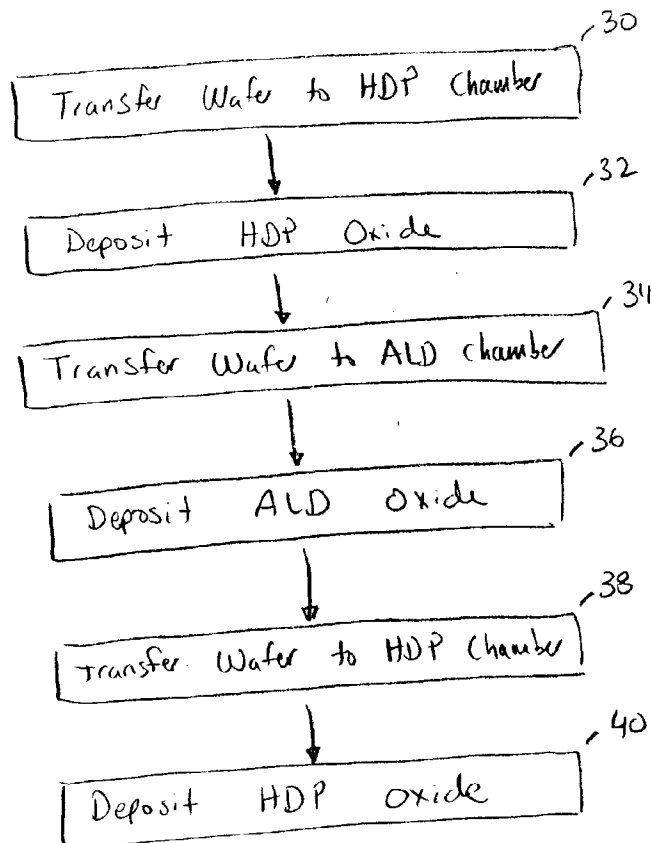 30
Transfer Wafer to HDP Chamber
32
Deposit HDP Oxide
34
Transfer Wafer to ALD Chamber
36
Deposit ALD Oxide
38
Transfer Wafer to HDP Chamber
40
Deposit HDP Oxide